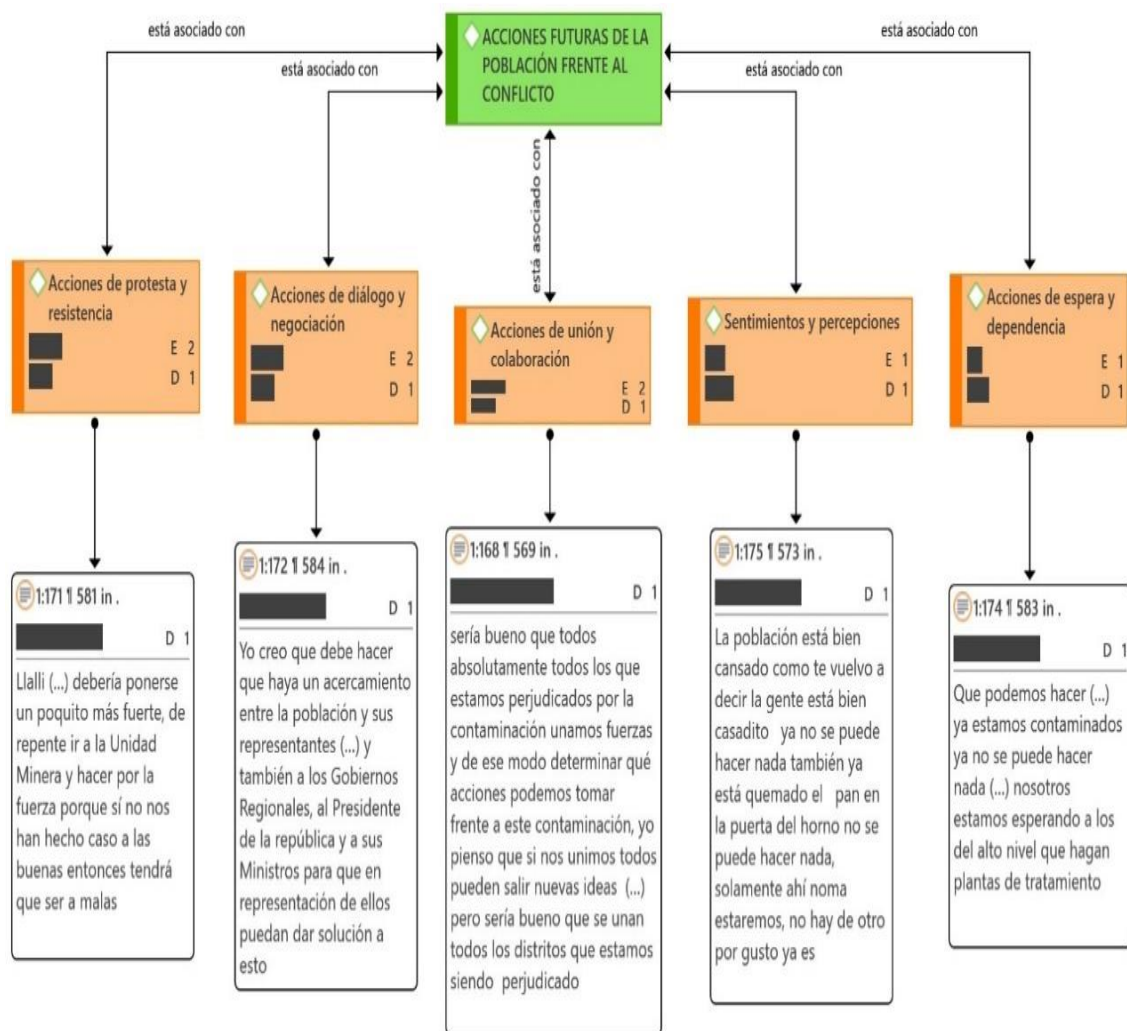 está asociado con
está asociado con
ACCIONES FUTURAS DE LA
POBLACIÓN FRENTE AL
CONFLICTO
está asociado con
está asociado con
está asociado con
Acciones de protesta y
resistencia
E 2
D 1
Acciones de diálogo y
negociación
E 2
D 1
Acciones de unión y
colaboración
E 2
D 1
Sentimientos y percepciones
E 1
D 1
Acciones de espera y
dependencia
E 1
D 1
1:171 ¶ 581 in .
D 1
Llalli (...) debería ponerse
un poquito más fuerte, de
repente ir a la Unidad
Minera y hacer por la
fuerza porque sí no nos
han hecho caso a las
buenas entonces tendrá
que ser a malas
1:172 ¶ 584 in .
D 1
Yo creo que debe hacer
que haya un acercamiento
entre la población y sus
representantes (...) y
también a los Gobiernos
Regionales, al Presidente
de la república y a sus
Ministros para que en
representación de ellos
puedan dar solución a
esto
1:168 ¶ 569 in .
D 1
sería bueno que todos
absolutamente todos los que
estamos perjudicados por la
contaminación unamos fuerzas
y de ese modo determinar qué
acciones podemos tomar
frente a este contaminación, yo
pienso que si nos unimos todos
pueden salir nuevas ideas (...)
pero sería bueno que se unan
todos los distritos que estamos
siendo perjudicado
1:175 ¶ 573 in .
D 1
La población está bien
cansado como te vuelvo a
decir la gente está bien
casadito ya no se puede
hacer nada también ya
está quemado el pan en
la puerta del horno no se
puede hacer nada,
solamente ahí noma
estaremos, no hay de otro
por gusto ya es
1:174 ¶ 583 in .
D 1
Que podemos hacer (...)
ya estamos contaminados
ya no se puede hacer
nada (...) nosotros
estamos esperando a los
del alto nivel que hagan
plantas de tratamiento